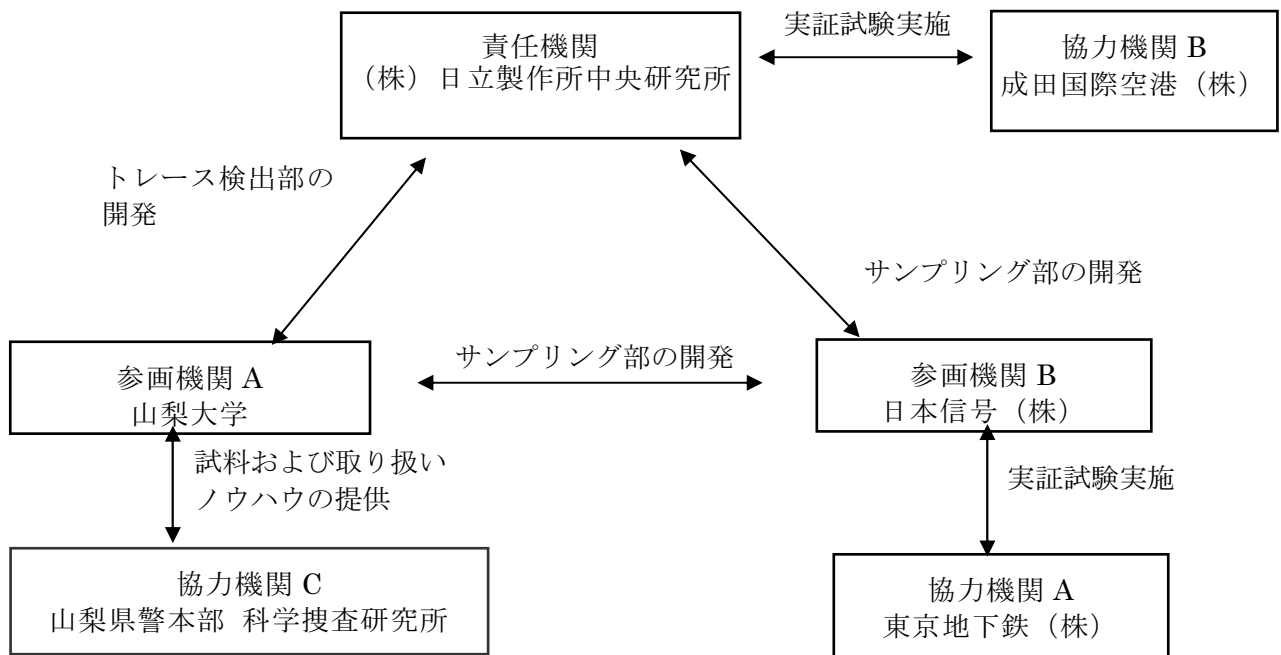 責任機関
（株）日立製作所中央研究所
実証試験実施
協力機関 B
成田国際空港（株）
トレース検出部の
開発
サンプリング部の開発
参画機関 A
山梨大学
サンプリング部の開発
参画機関 B
日本信号（株）
試料および取り扱い
ノウハウの提供
実証試験実施
協力機関 C
山梨県警本部 科学捜査研究所
協力機関 A
東京地下鉄（株）